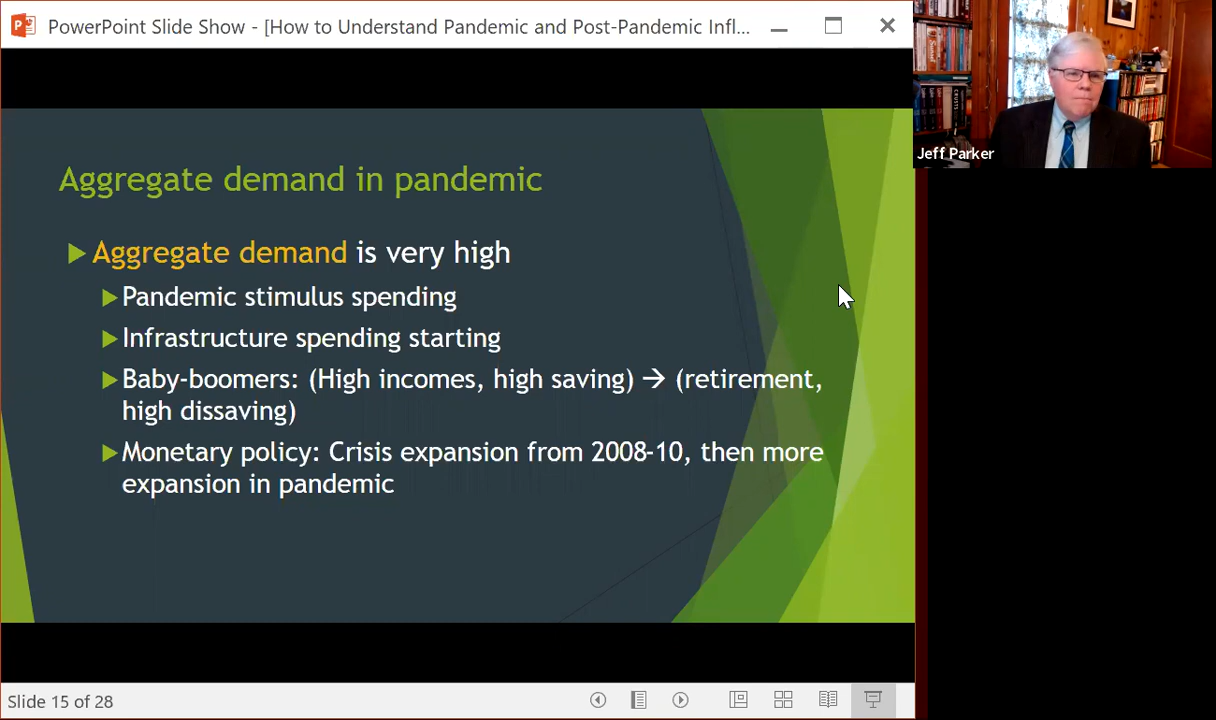 PowerPoint Slide Show - [How to Understand Pandemic and Post-Pandemic Infl...
Jeff Parker
Aggregate demand in pandemic
Aggregate demand is very high
Pandemic stimulus spending
Infrastructure spending starting
Baby-boomers: (High incomes, high saving) → (retirement,
high dissaving)
Monetary policy: Crisis expansion from 2008-10, then more
expansion in pandemic
Slide 15 of 28